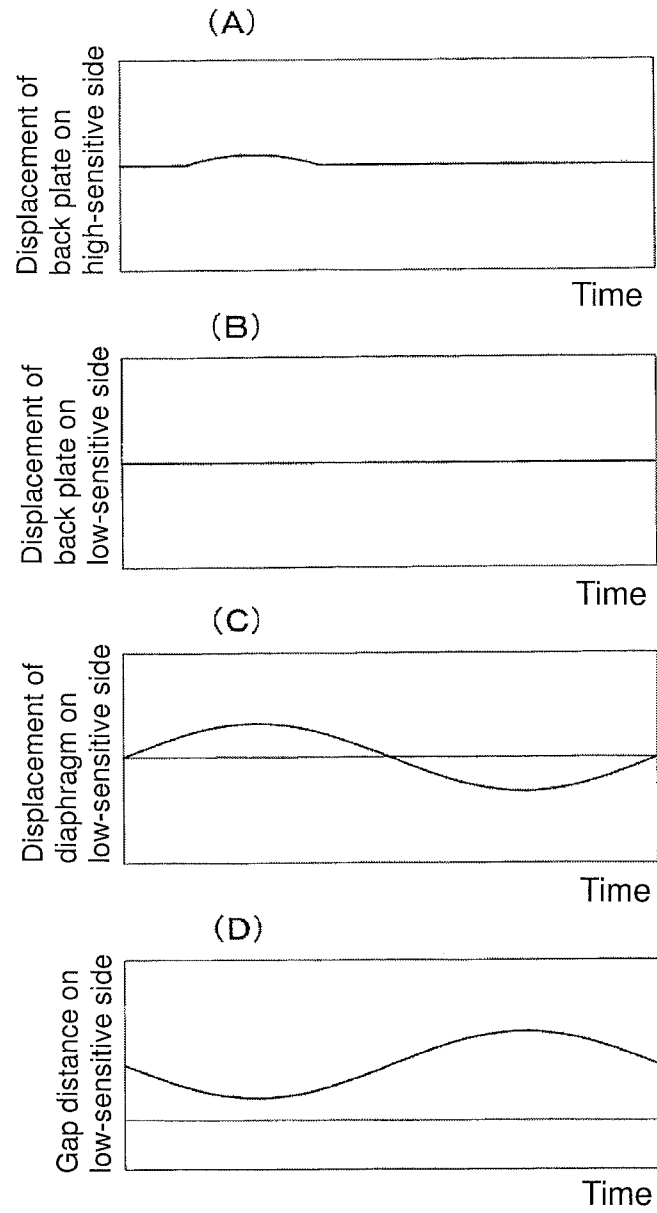 (A)
Displacement of
back plate on
high-sensitive side
Time
(B)
Displacement of
back plate on
low-sensitive side
Time
(C)
Displacement of
diaphragm on
low-sensitive side
Time
(D)
Gap distance on
low-sensitive side
Time